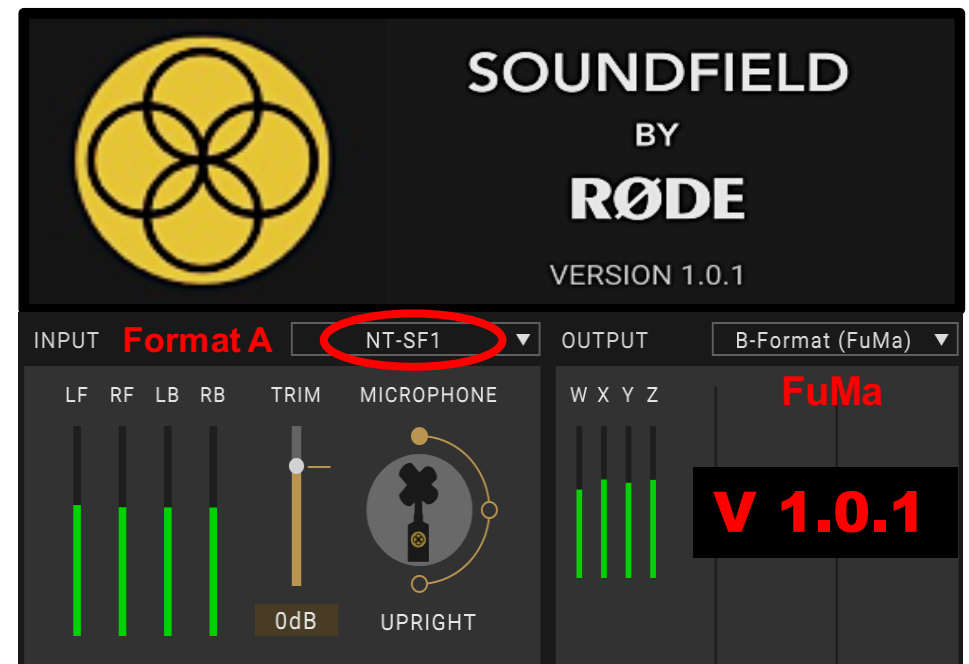 SOUNDFIELD
BY
RØDE
VERSION 1.0.1
INPUT Format A NT-SF1 ▼ OUTPUT B-Format (FuMa) ▼
LF RF LB RB TRIM MICROPHONE W X Y Z FuMa
V 1.0.1
0dB UPRIGHT